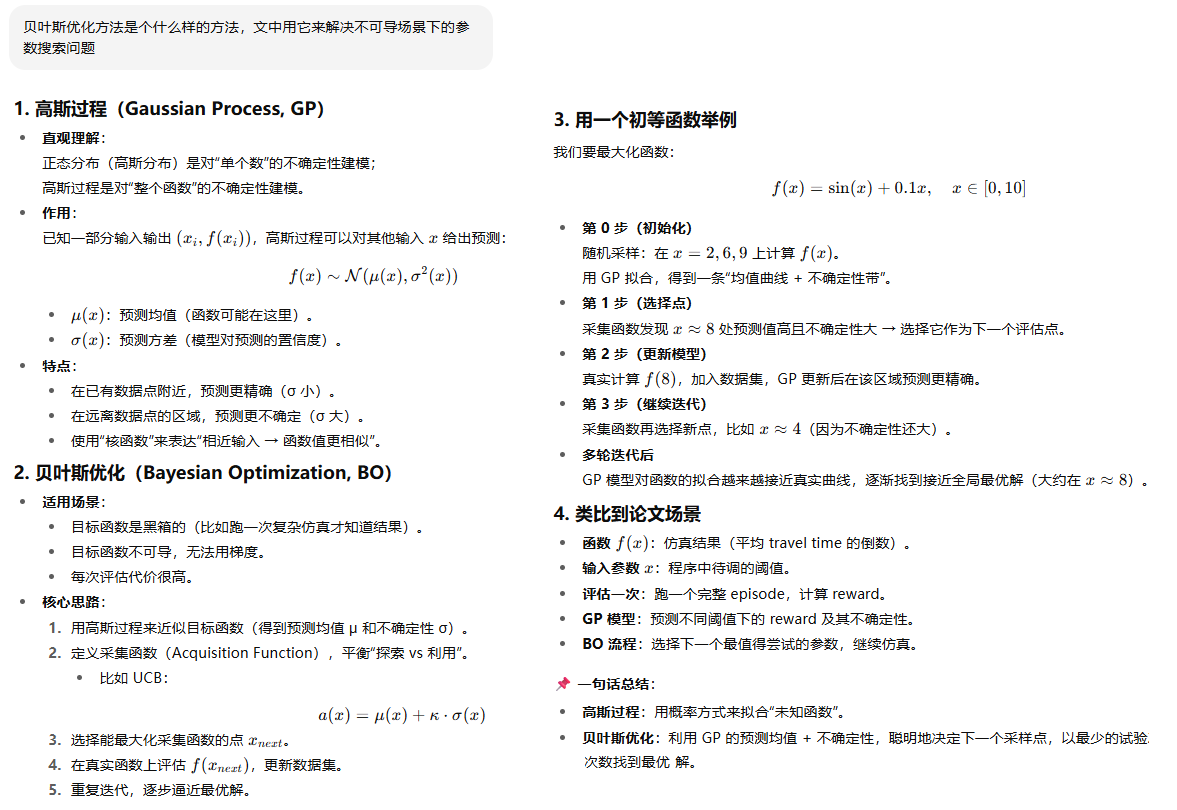 贝叶斯优化方法是个什么样的方法，文中用它来解决不可导场景下的参
数搜索问题
1. 高斯过程（Gaussian Process, GP）
直观理解：
正态分布（高斯分布）是对“单个数”的不确定性建模；
高斯过程是对“整个函数”的不确定性建模。
作用：
已知一部分输入输出 (x_i, f(x_i))，高斯过程可以对其他输入 x 给出预测：
f(x) ∼ 𝒩(μ(x), σ²(x))
μ(x)：预测均值（函数可能在这里）。
σ(x)：预测方差（模型对预测的置信度）。
特点：
在已有数据点附近，预测更精确（σ 小）。
在远离数据点的区域，预测更不确定（σ 大）。
使用“核函数”来表达“相近输入 → 函数值更相似”。
2. 贝叶斯优化（Bayesian Optimization, BO）
适用场景：
目标函数是黑箱的（比如跑一次复杂仿真才知道结果）。
目标函数不可导，无法用梯度。
每次评估代价很高。
核心思路：
1. 用高斯过程来近似目标函数（得到预测均值 μ 和不确定性 σ）。
2. 定义采集函数（Acquisition Function），平衡“探索 vs 利用”。
比如 UCB：
a(x) = μ(x) + κ · σ(x)
3. 选择能最大化采集函数的点 x_next。
4. 在真实函数上评估 f(x_next)，更新数据集。
5. 重复迭代，逐步逼近最优解。
3. 用一个初等函数举例
我们要最大化函数：
f(x) = sin(x) + 0.1x, x ∈ [0, 10]
第 0 步（初始化）
随机采样：在 x = 2, 6, 9 上计算 f(x)。
用 GP 拟合，得到一条“均值曲线 + 不确定性带”。
第 1 步（选择点）
采集函数发现 x ≈ 8 处预测值高且不确定性大 → 选择它作为下一个评估点。
第 2 步（更新模型）
真实计算 f(8)，加入数据集，GP 更新后在该区域预测更精确。
第 3 步（继续迭代）
采集函数再选择新点，比如 x ≈ 4（因为不确定性还大）。
多轮迭代后
GP 模型对函数的拟合越来越接近真实曲线，逐渐找到接近全局最优解（大约在 x ≈ 8）。
4. 类比到论文场景
函数 f(x)：仿真结果（平均 travel time 的倒数）。
输入参数 x：程序中待调的阈值。
评估一次：跑一个完整 episode，计算 reward。
GP 模型：预测不同阈值下的 reward 及其不确定性。
BO 流程：选择下一个最值得尝试的参数，继续仿真。
📌 一句话总结：
高斯过程：用概率方式来拟合“未知函数”。
贝叶斯优化：利用 GP 的预测均值 + 不确定性，聪明地决定下一个采样点，以最少的试验
次数找到最优 解。